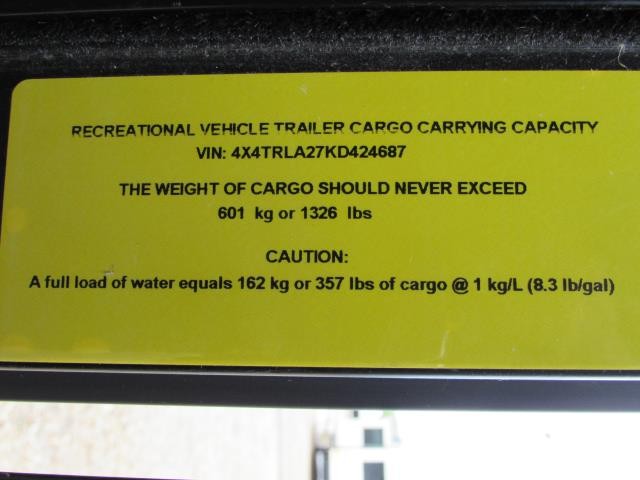 RECREATIONAL VEHICLE TRAILER CARGO CARRYING CAPACITY
VIN: 4X4TRLA27KD424687
THE WEIGHT OF CARGO SHOULD NEVER EXCEED
601 kg or 1326 lbs
CAUTION:
A full load of water equals 162 kg or 357 lbs of cargo @ 1 kg/L (8.3 lb/gal)